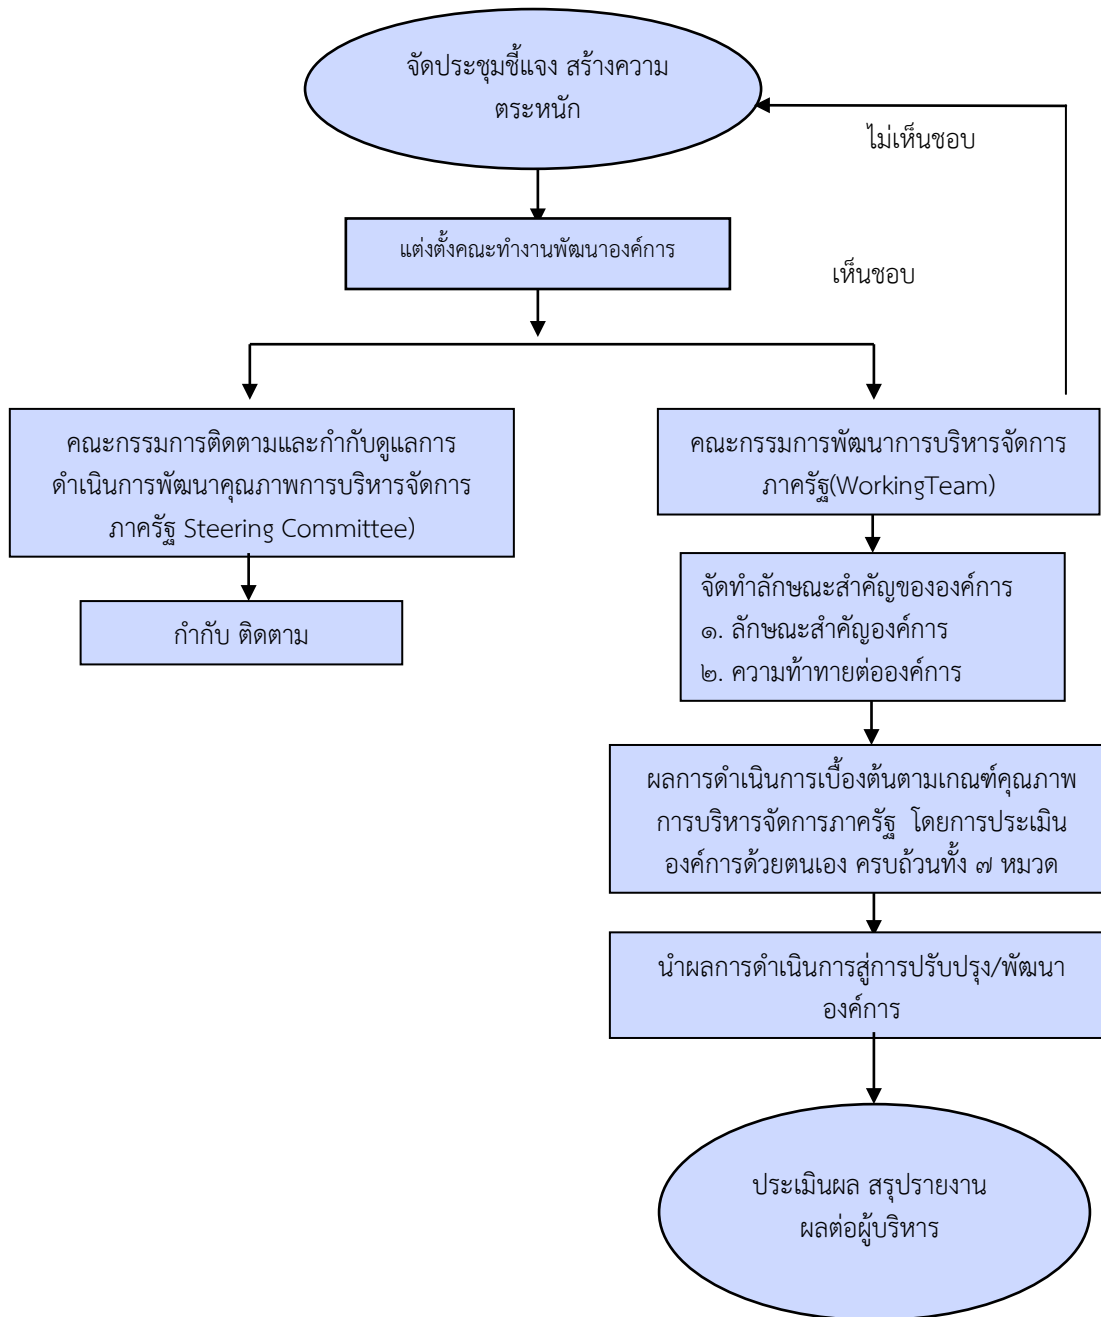 จัดประชุมชี้แจง สร้างความ
ตระหนัก
ไม่เห็นชอบ
แต่งตั้งคณะทำงานพัฒนาองค์การ
เห็นชอบ
คณะกรรมการติดตามและกำกับดูแลการ
ดำเนินการพัฒนาคุณภาพการบริหารจัดการ
ภาครัฐ Steering Committee)
กำกับ ติดตาม
คณะกรรมการพัฒนาการบริหารจัดการ
ภาครัฐ(WorkingTeam)
จัดทำลักษณะสำคัญขององค์การ
๑. ลักษณะสำคัญองค์การ
๒. ความท้าทายต่อองค์การ
ผลการดำเนินการเบื้องต้นตามเกณฑ์คุณภาพ
การบริหารจัดการภาครัฐ โดยการประเมิน
องค์การด้วยตนเอง ครบถ้วนทั้ง ๗ หมวด
นำผลการดำเนินการสู่การปรับปรุง/พัฒนา
องค์การ
ประเมินผล สรุปรายงาน
ผลต่อผู้บริหาร